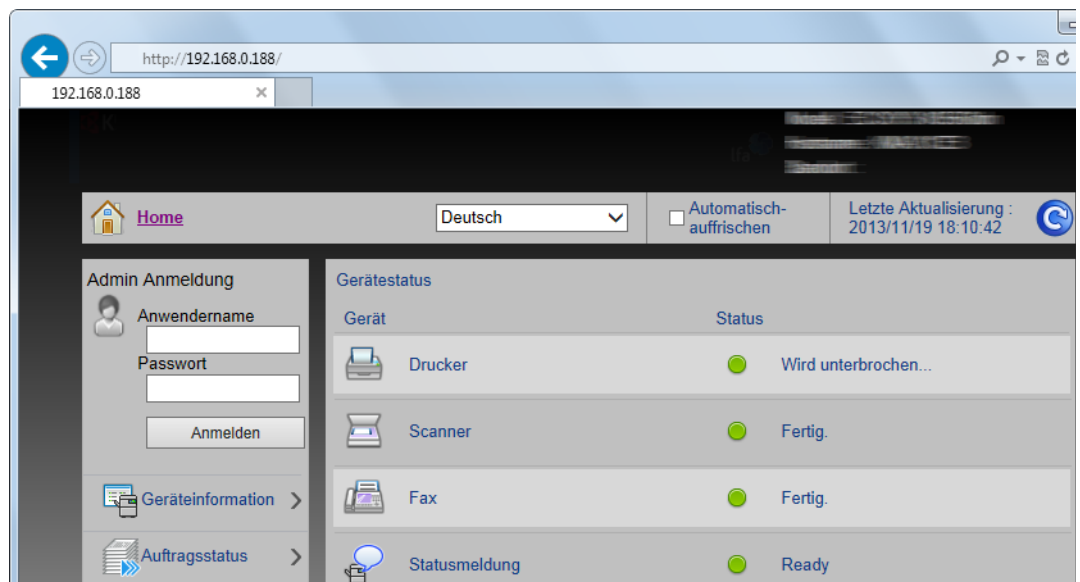 http://192.168.0.188/
192.168.0.188
Home
Deutsch
Automatisch-
auffrischen
Letzte Aktualisierung :
2013/11/19 18:10:42
Admin Anmeldung
Anwendername
Passwort
Anmelden
Geräteinformation
Auftragsstatus
Gerätestatus
Gerät Status
Drucker Wird unterbrochen...
Scanner Fertig.
Fax Fertig.
Statusmeldung Ready